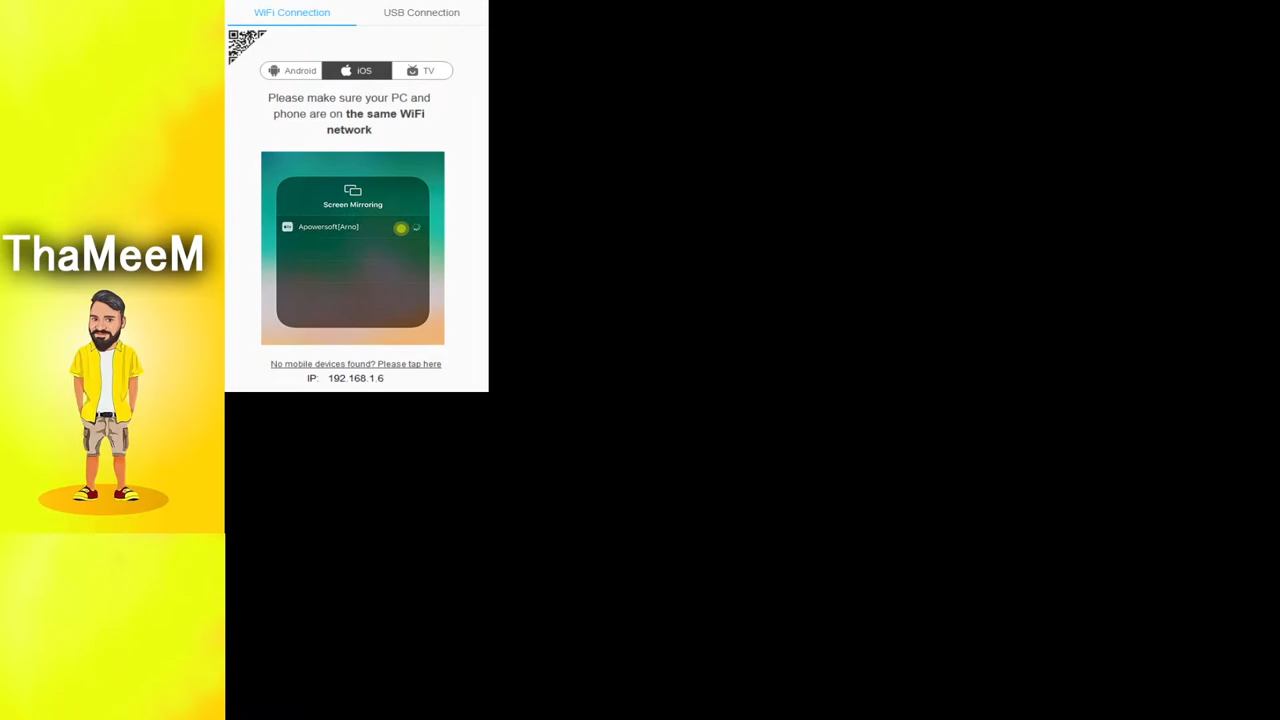 WiFi Connection USB Connection
Android iOS TV
Please make sure your PC and
phone are on the same WiFi
network
Screen Mirroring
Apowersoft[Arno]
No mobile devices found? Please tap here
IP: 192.168.1.6
ThaMeeM